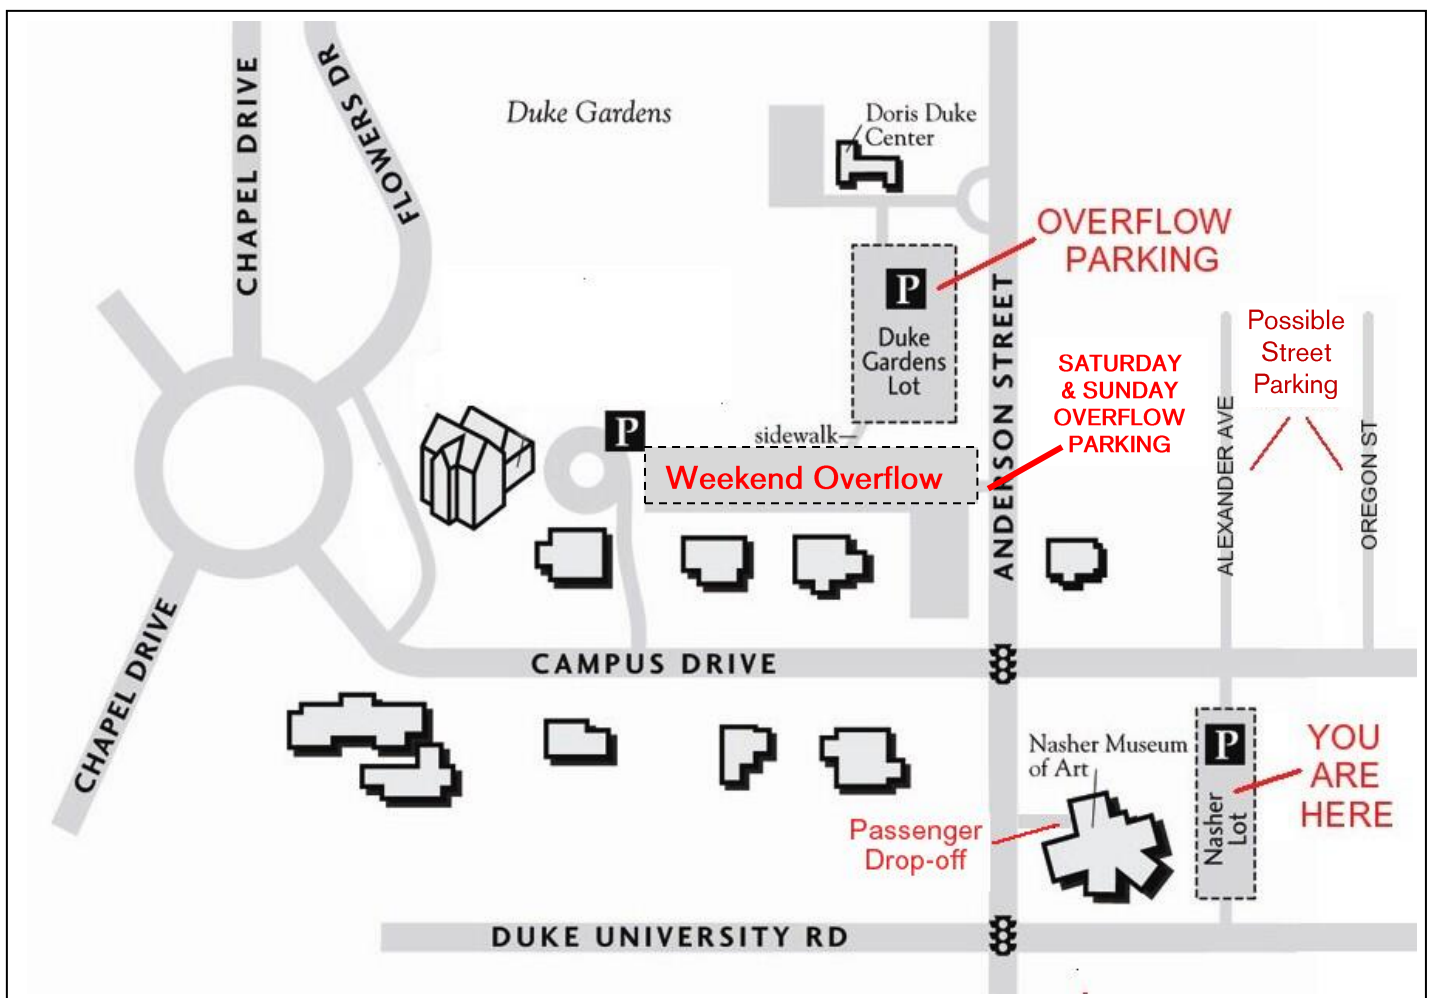 CHAPEL DRIVE
FLOWERS DR
Duke Gardens
Doris Duke
Center
OVERFLOW
PARKING
P
Duke
Gardens
Lot
ANDERSON STREET
Possible
Street
Parking
SATURDAY
& SUNDAY
OVERFLOW
PARKING
ALEXANDER AVE
OREGON ST
P
sidewalk
Weekend Overflow
CHAPEL DRIVE
CAMPUS DRIVE
Nasher Museum
of Art
P
Nasher
Lot
YOU
ARE
HERE
Passenger
Drop-off
DUKE UNIVERSITY RD